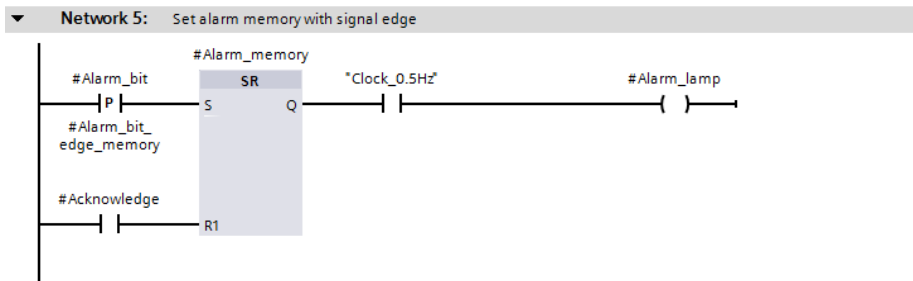 Network 5: Set alarm memory with signal edge
#Alarm_memory
#Alarm_bit
SR
"Clock_0.5Hz"
#Alarm_lamp
P
S
Q
#Alarm_bit_
edge_memory
#Acknowledge
R1